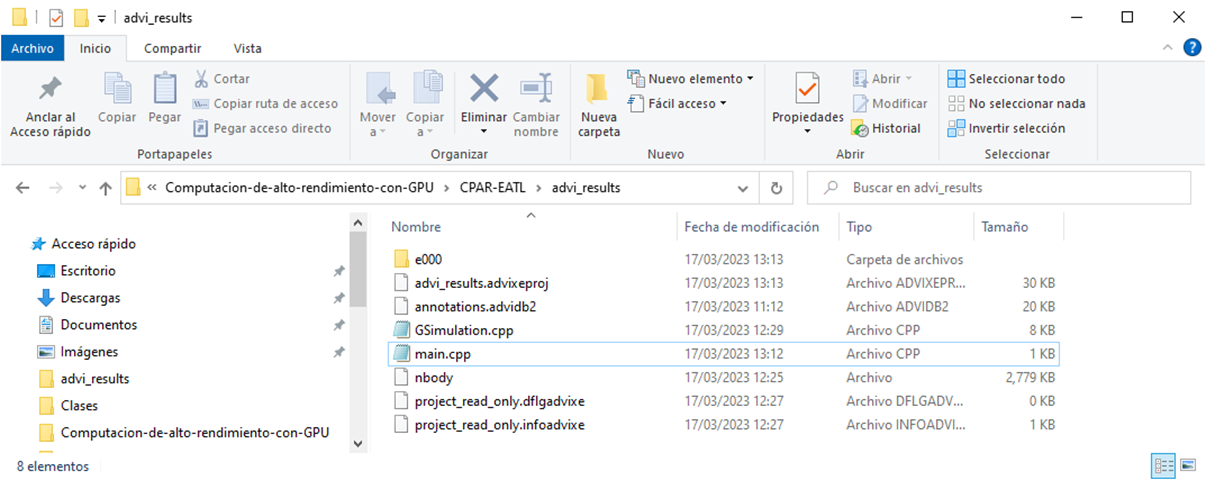 advi_results
Archivo Inicio Compartir Vista
Anclar al Acceso rápido
Copiar
Pegar
Cortar
Copiar ruta de acceso
Pegar acceso directo
Portapapeles
Mover a
Copiar a
Eliminar
Cambiar nombre
Organizar
Nueva carpeta
Nuevo elemento
Fácil acceso
Nuevo
Propiedades
Abrir
Modificar
Historial
Abrir
Seleccionar todo
No seleccionar nada
Invertir selección
Seleccionar
« Computacion-de-alto-rendimiento-con-GPU > CPAR-EATL > advi_results
Buscar en advi_results
Acceso rápido
Escritorio
Descargas
Documentos
Imágenes
advi_results
Clases
Computacion-de-alto-rendimiento-con-GPU
Nombre Fecha de modificación Tipo Tamaño
e000 17/03/2023 13:13 Carpeta de archivos
advi_results.advixeproj 17/03/2023 13:13 Archivo ADVIXEPR... 30 KB
annotations.advidb2 17/03/2023 11:12 Archivo ADVIDB2 20 KB
GSimulation.cpp 17/03/2023 12:29 Archivo CPP 8 KB
main.cpp 17/03/2023 13:12 Archivo CPP 1 KB
nbody 17/03/2023 12:25 Archivo 2,779 KB
project_read_only.dflgadvixe 17/03/2023 12:27 Archivo DFLGADV... 0 KB
project_read_only.infoadvixe 17/03/2023 12:27 Archivo INFOADVI... 1 KB
8 elementos